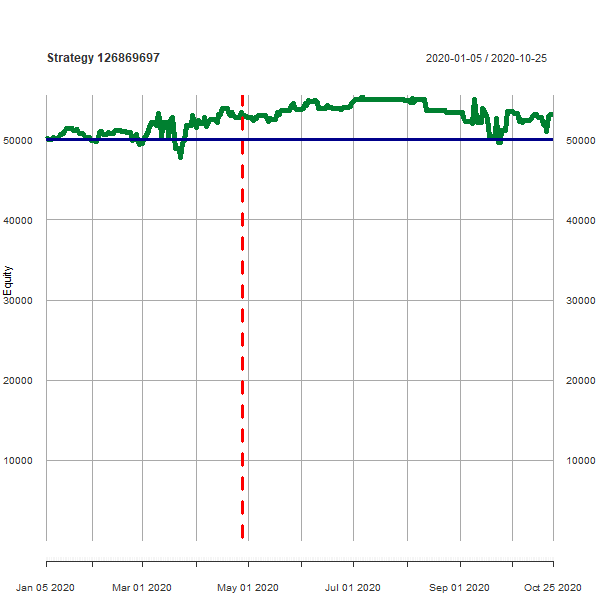 Strategy 126869697
2020-01-05 / 2020-10-25
50000
50000
40000
40000
Equity
30000
30000
20000
20000
10000
10000
Jan 05 2020
Mar 01 2020
May 01 2020
Jul 01 2020
Sep 01 2020
Oct 25 2020